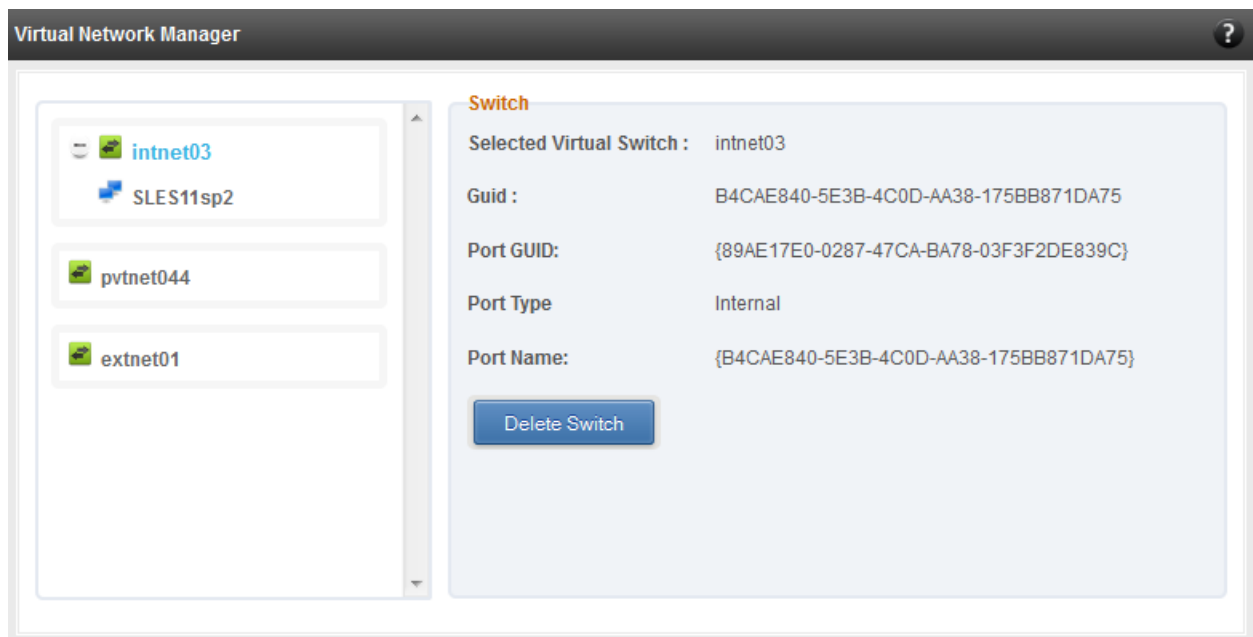 Virtual Network Manager
?
intnet03
SLES11sp2
pvtnet044
extnet01
Switch
Selected Virtual Switch : intnet03
Guid : B4CAE840-5E3B-4C0D-AA38-175BB871DA75
Port GUID: {89AE17E0-0287-47CA-BA78-03F3F2DE839C}
Port Type Internal
Port Name: {B4CAE840-5E3B-4C0D-AA38-175BB871DA75}
Delete Switch